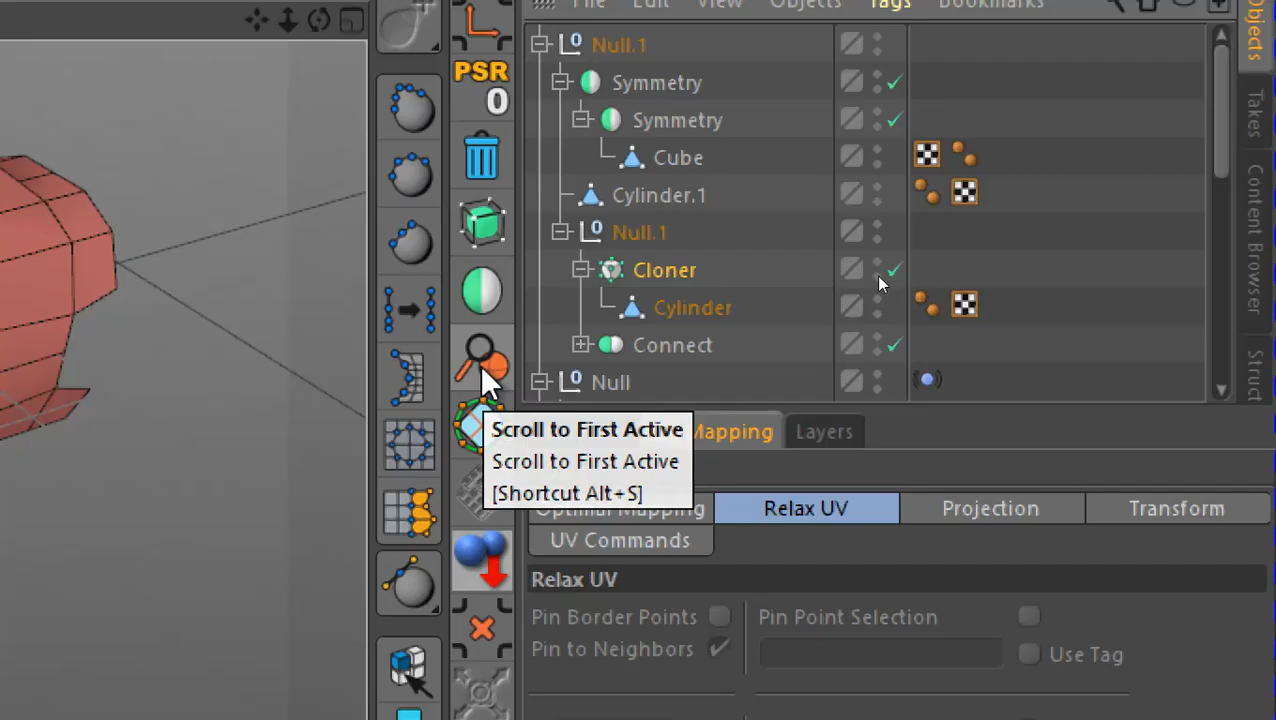 File Edit View Objects Tags Bookmarks
PSR
0
0 Null.1
Symmetry
Symmetry
Cube
Cylinder.1
0 Null.1
Cloner
Cylinder
Connect
0 Null
Objects
Takes
Content Browser
Struct
Mapping Layers
Scroll to First Active
Scroll to First Active
[Shortcut Alt+S]
Optimal Mapping Relax UV Projection Transform
UV Commands
Relax UV
Pin Border Points Pin Point Selection
Pin to Neighbors Use Tag